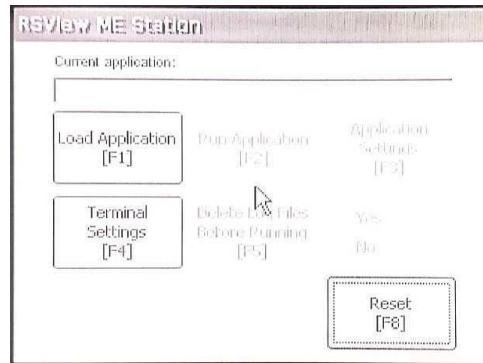 RSView ME Station
Current application:
Load Application
[F1]
Run Application
[F2]
Application
Settings
[F3]
Terminal
Settings
[F4]
Delete Log Files
Before Running
[F5]
Yes
No
Reset
[F8]